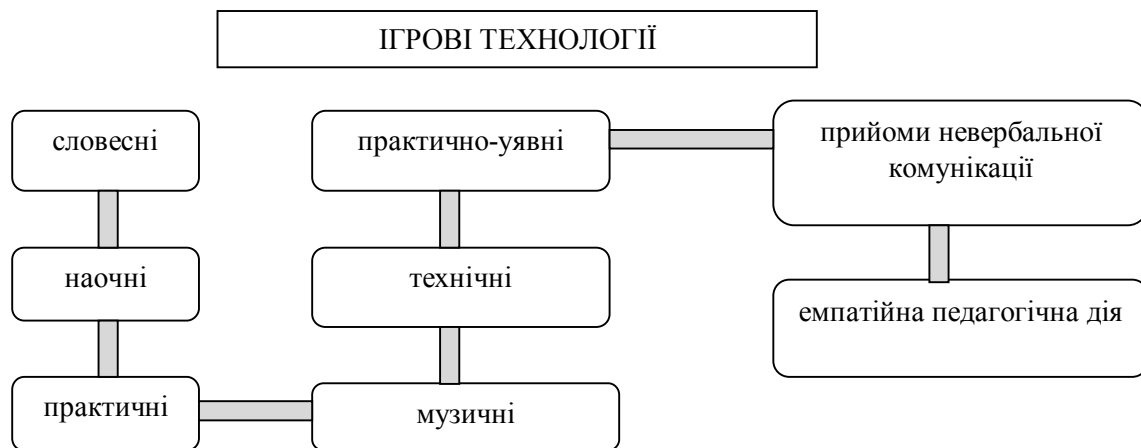 ІГРОВІ ТЕХНОЛОГІЇ
словесні
наочні
практичні
практично-уявні
технічні
музичні
прийоми невербальної
комунікації
емпатійна педагогічна дія